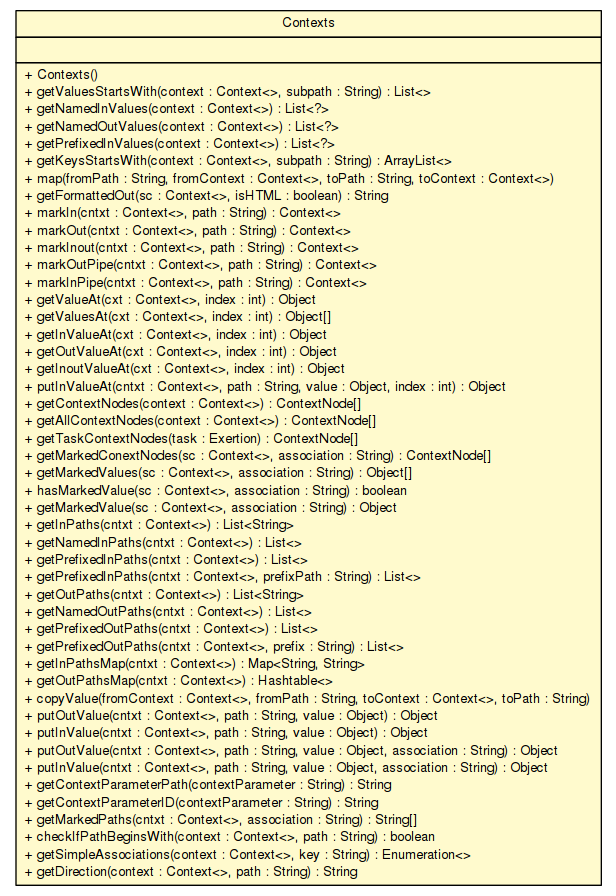 Contexts
+ Contexts()
+ getValuesStartsWith(context : Context<>, subpath : String) : List<>
+ getNamedInValues(context : Context<>) : List<?>
+ getNamedOutValues(context : Context<>) : List<?>
+ getPrefixedInValues(context : Context<>) : List<?>
+ getKeysStartsWith(context : Context<>, subpath : String) : ArrayList<>
+ map(fromPath : String, fromContext : Context<>, toPath : String, toContext : Context<>)
+ getFormattedOut(sc : Context<>, isHTML : boolean) : String
+ markIn(cntxt : Context<>, path : String) : Context<>
+ markOut(cntxt : Context<>, path : String) : Context<>
+ markInout(cntxt : Context<>, path : String) : Context<>
+ markOutPipe(cntxt : Context<>, path : String) : Context<>
+ markInPipe(cntxt : Context<>, path : String) : Context<>
+ getValueAt(cxt : Context<>, index : int) : Object
+ getValuesAt(cxt : Context<>, index : int) : Object[]
+ getInValueAt(cxt : Context<>, index : int) : Object
+ getOutValueAt(cxt : Context<>, index : int) : Object
+ getInoutValueAt(cxt : Context<>, index : int) : Object
+ putInValueAt(cntxt : Context<>, path : String, value : Object, index : int) : Object
+ getContextNodes(context : Context<>) : ContextNode[]
+ getAllContextNodes(context : Context<>) : ContextNode[]
+ getTaskContextNodes(task : Exertion) : ContextNode[]
+ getMarkedConextNodes(sc : Context<>, association : String) : ContextNode[]
+ getMarkedValues(sc : Context<>, association : String) : Object[]
+ hasMarkedValue(sc : Context<>, association : String) : boolean
+ getMarkedValue(sc : Context<>, association : String) : Object
+ getInPaths(cntxt : Context<>) : List<String>
+ getNamedInPaths(cntxt : Context<>) : List<>
+ getPrefixedInPaths(cntxt : Context<>) : List<>
+ getPrefixedInPaths(cntxt : Context<>, prefixPath : String) : List<>
+ getOutPaths(cntxt : Context<>) : List<String>
+ getNamedOutPaths(cntxt : Context<>) : List<>
+ getPrefixedOutPaths(cntxt : Context<>) : List<>
+ getPrefixedOutPaths(cntxt : Context<>, prefix : String) : List<>
+ getInPathsMap(cntxt : Context<>) : Map<String, String>
+ getOutPathsMap(cntxt : Context<>) : Hashtable<>
+ copyValue(fromContext : Context<>, fromPath : String, toContext : Context<>, toPath : String)
+ putOutValue(cntxt : Context<>, path : String, value : Object) : Object
+ putInValue(cntxt : Context<>, path : String, value : Object) : Object
+ putOutValue(cntxt : Context<>, path : String, value : Object, association : String) : Object
+ putInValue(cntxt : Context<>, path : String, value : Object, association : String) : Object
+ getContextParameterPath(contextParameter : String) : String
+ getContextParameterID(contextParameter : String) : String
+ getMarkedPaths(cntxt : Context<>, association : String) : String[]
+ checkIfPathBeginsWith(context : Context<>, path : String) : boolean
+ getSimpleAssociations(context : Context<>, key : String) : Enumeration<>
+ getDirection(context : Context<>, path : String) : String